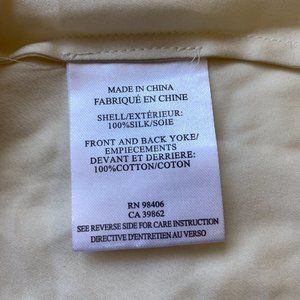 MADE IN CHINA
FABRIQUÉ EN CHINE
SHELL/EXTÉRIEUR:
100%SILK/SOIE
FRONT AND BACK YOKE/
EMPIECEMENTS
DEVANT ET DERRIERE:
100%COTTON/COTON
RN 98406
CA 39862
SEE REVERSE SIDE FOR CARE INSTRUCTION
DIRECTIVE D'ENTRETIEN AU VERSO